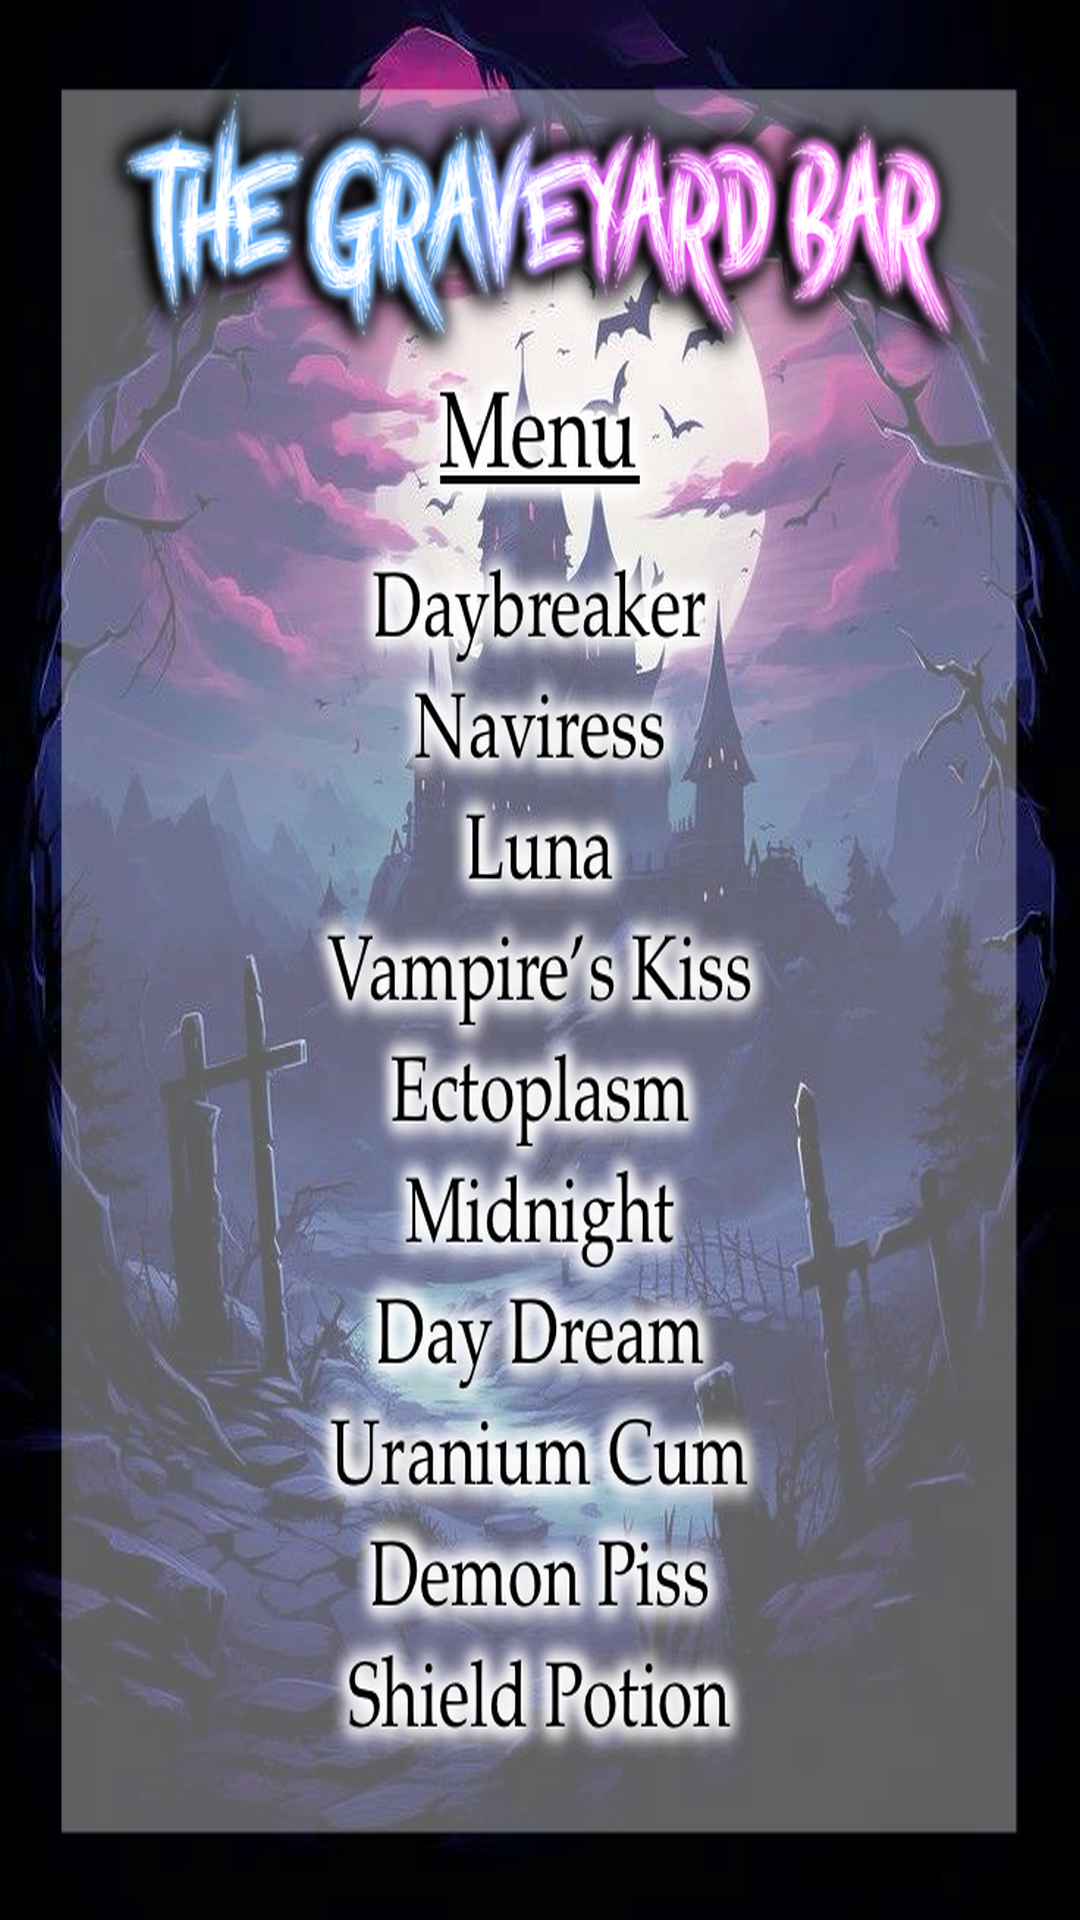 THE GRAVEYARD BAR
Menu
Daybreaker
Naviress
Luna
Vampire’s Kiss
Ectoplasm
Midnight
Day Dream
Uranium Cum
Demon Piss
Shield Potion